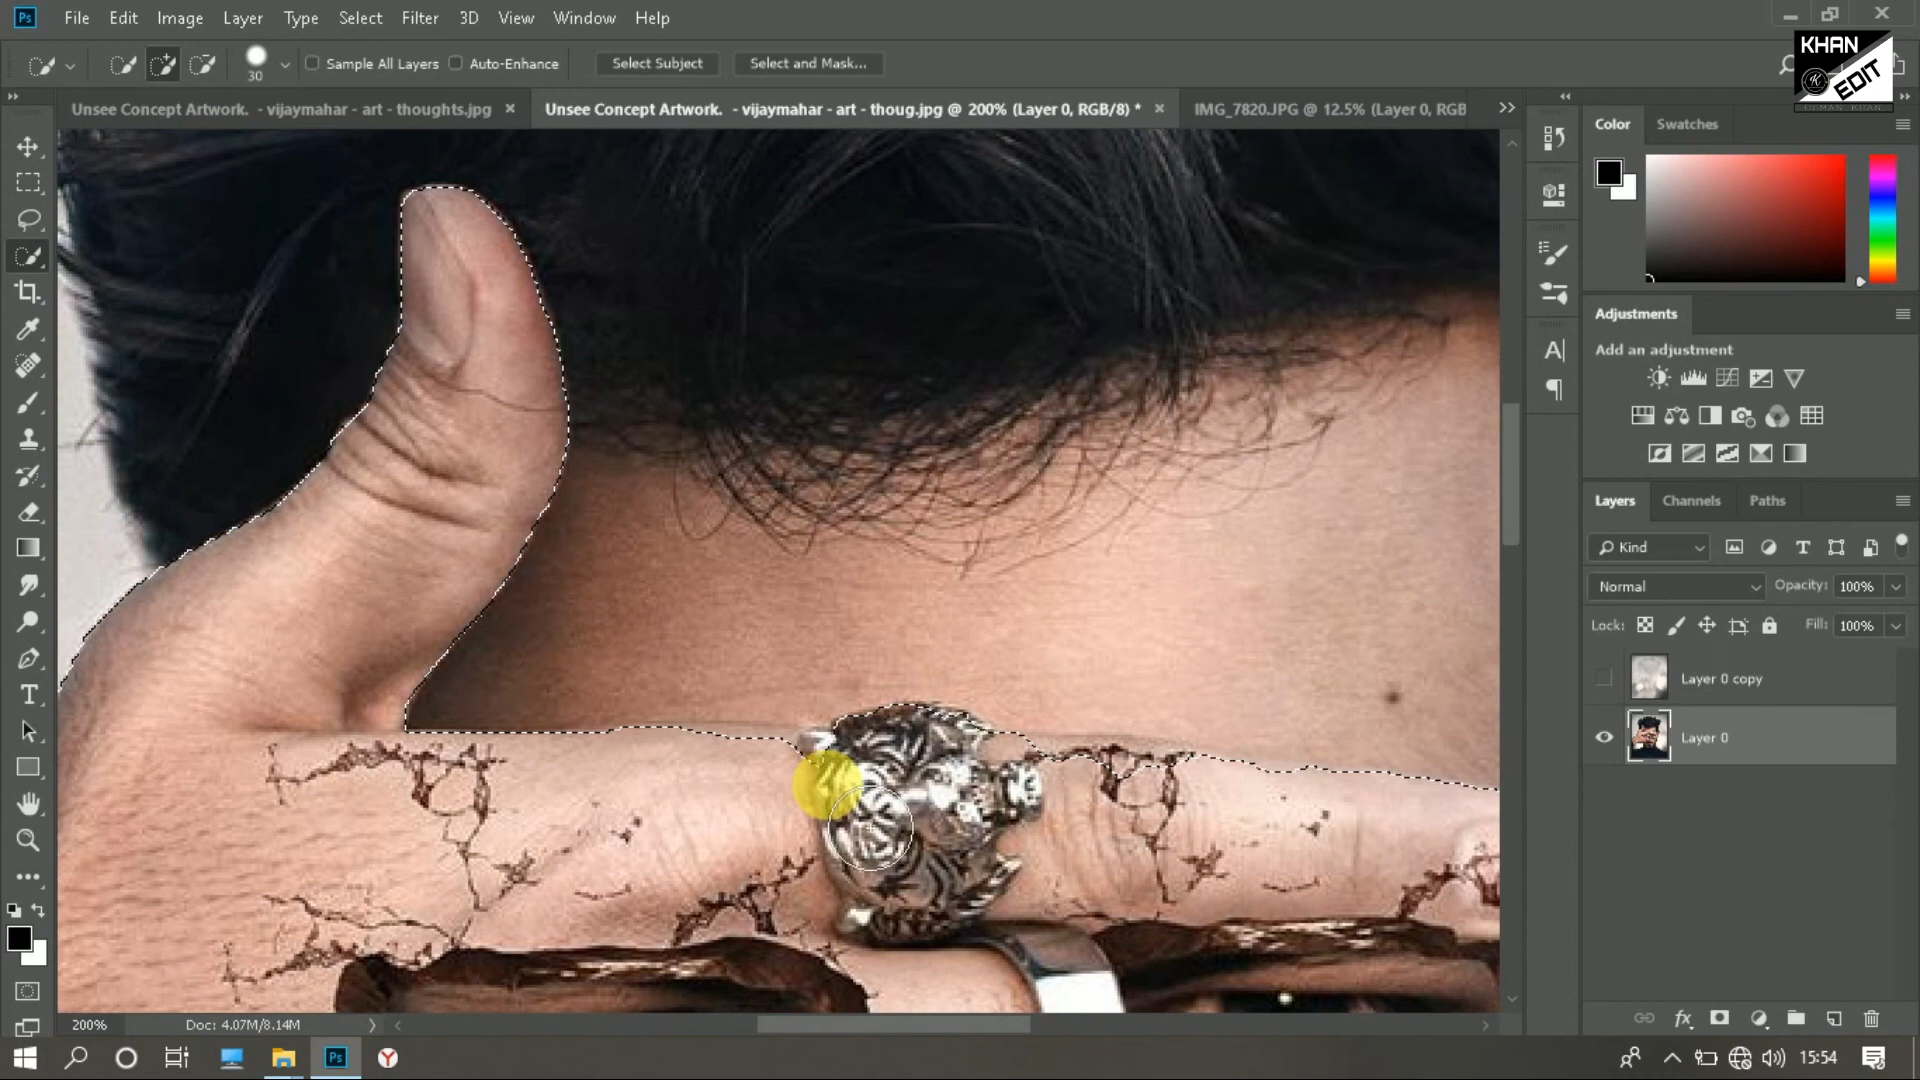 Ps File Edit Image Layer Type Select Filter 3D View Window Help
KHAN
EDIT
30 Sample All Layers Auto-Enhance Select Subject Select and Mask...
Unsee Concept Artwork. - vijaymahar - art - thoughts.jpg × Unsee Concept Artwork. - vijaymahar - art - thoug.jpg @ 200% (Layer 0, RGB/8) * × IMG_7820.JPG @ 12.5% (Layer 0, RGB
Color Swatches
Adjustments
Add an adjustment
Layers Channels Paths
Kind
Normal Opacity: 100%
Lock: Fill: 100%
Layer 0 copy
Layer 0
200% Doc: 4.07M/8.14M
Ps 15:54